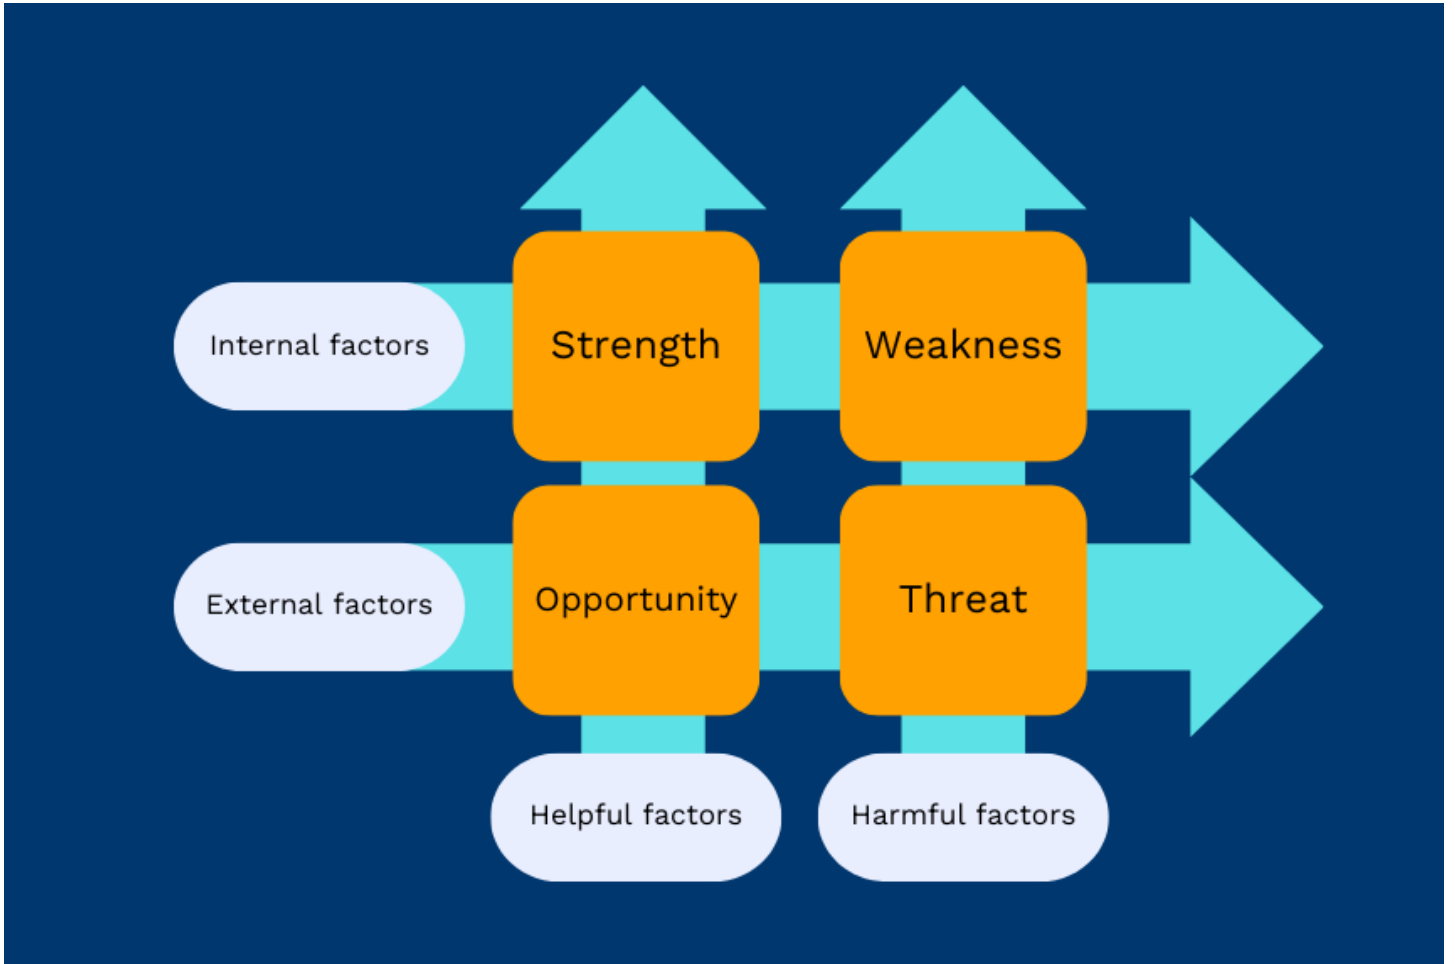 Internal factors
Strength
Weakness
External factors
Opportunity
Threat
Helpful factors
Harmful factors